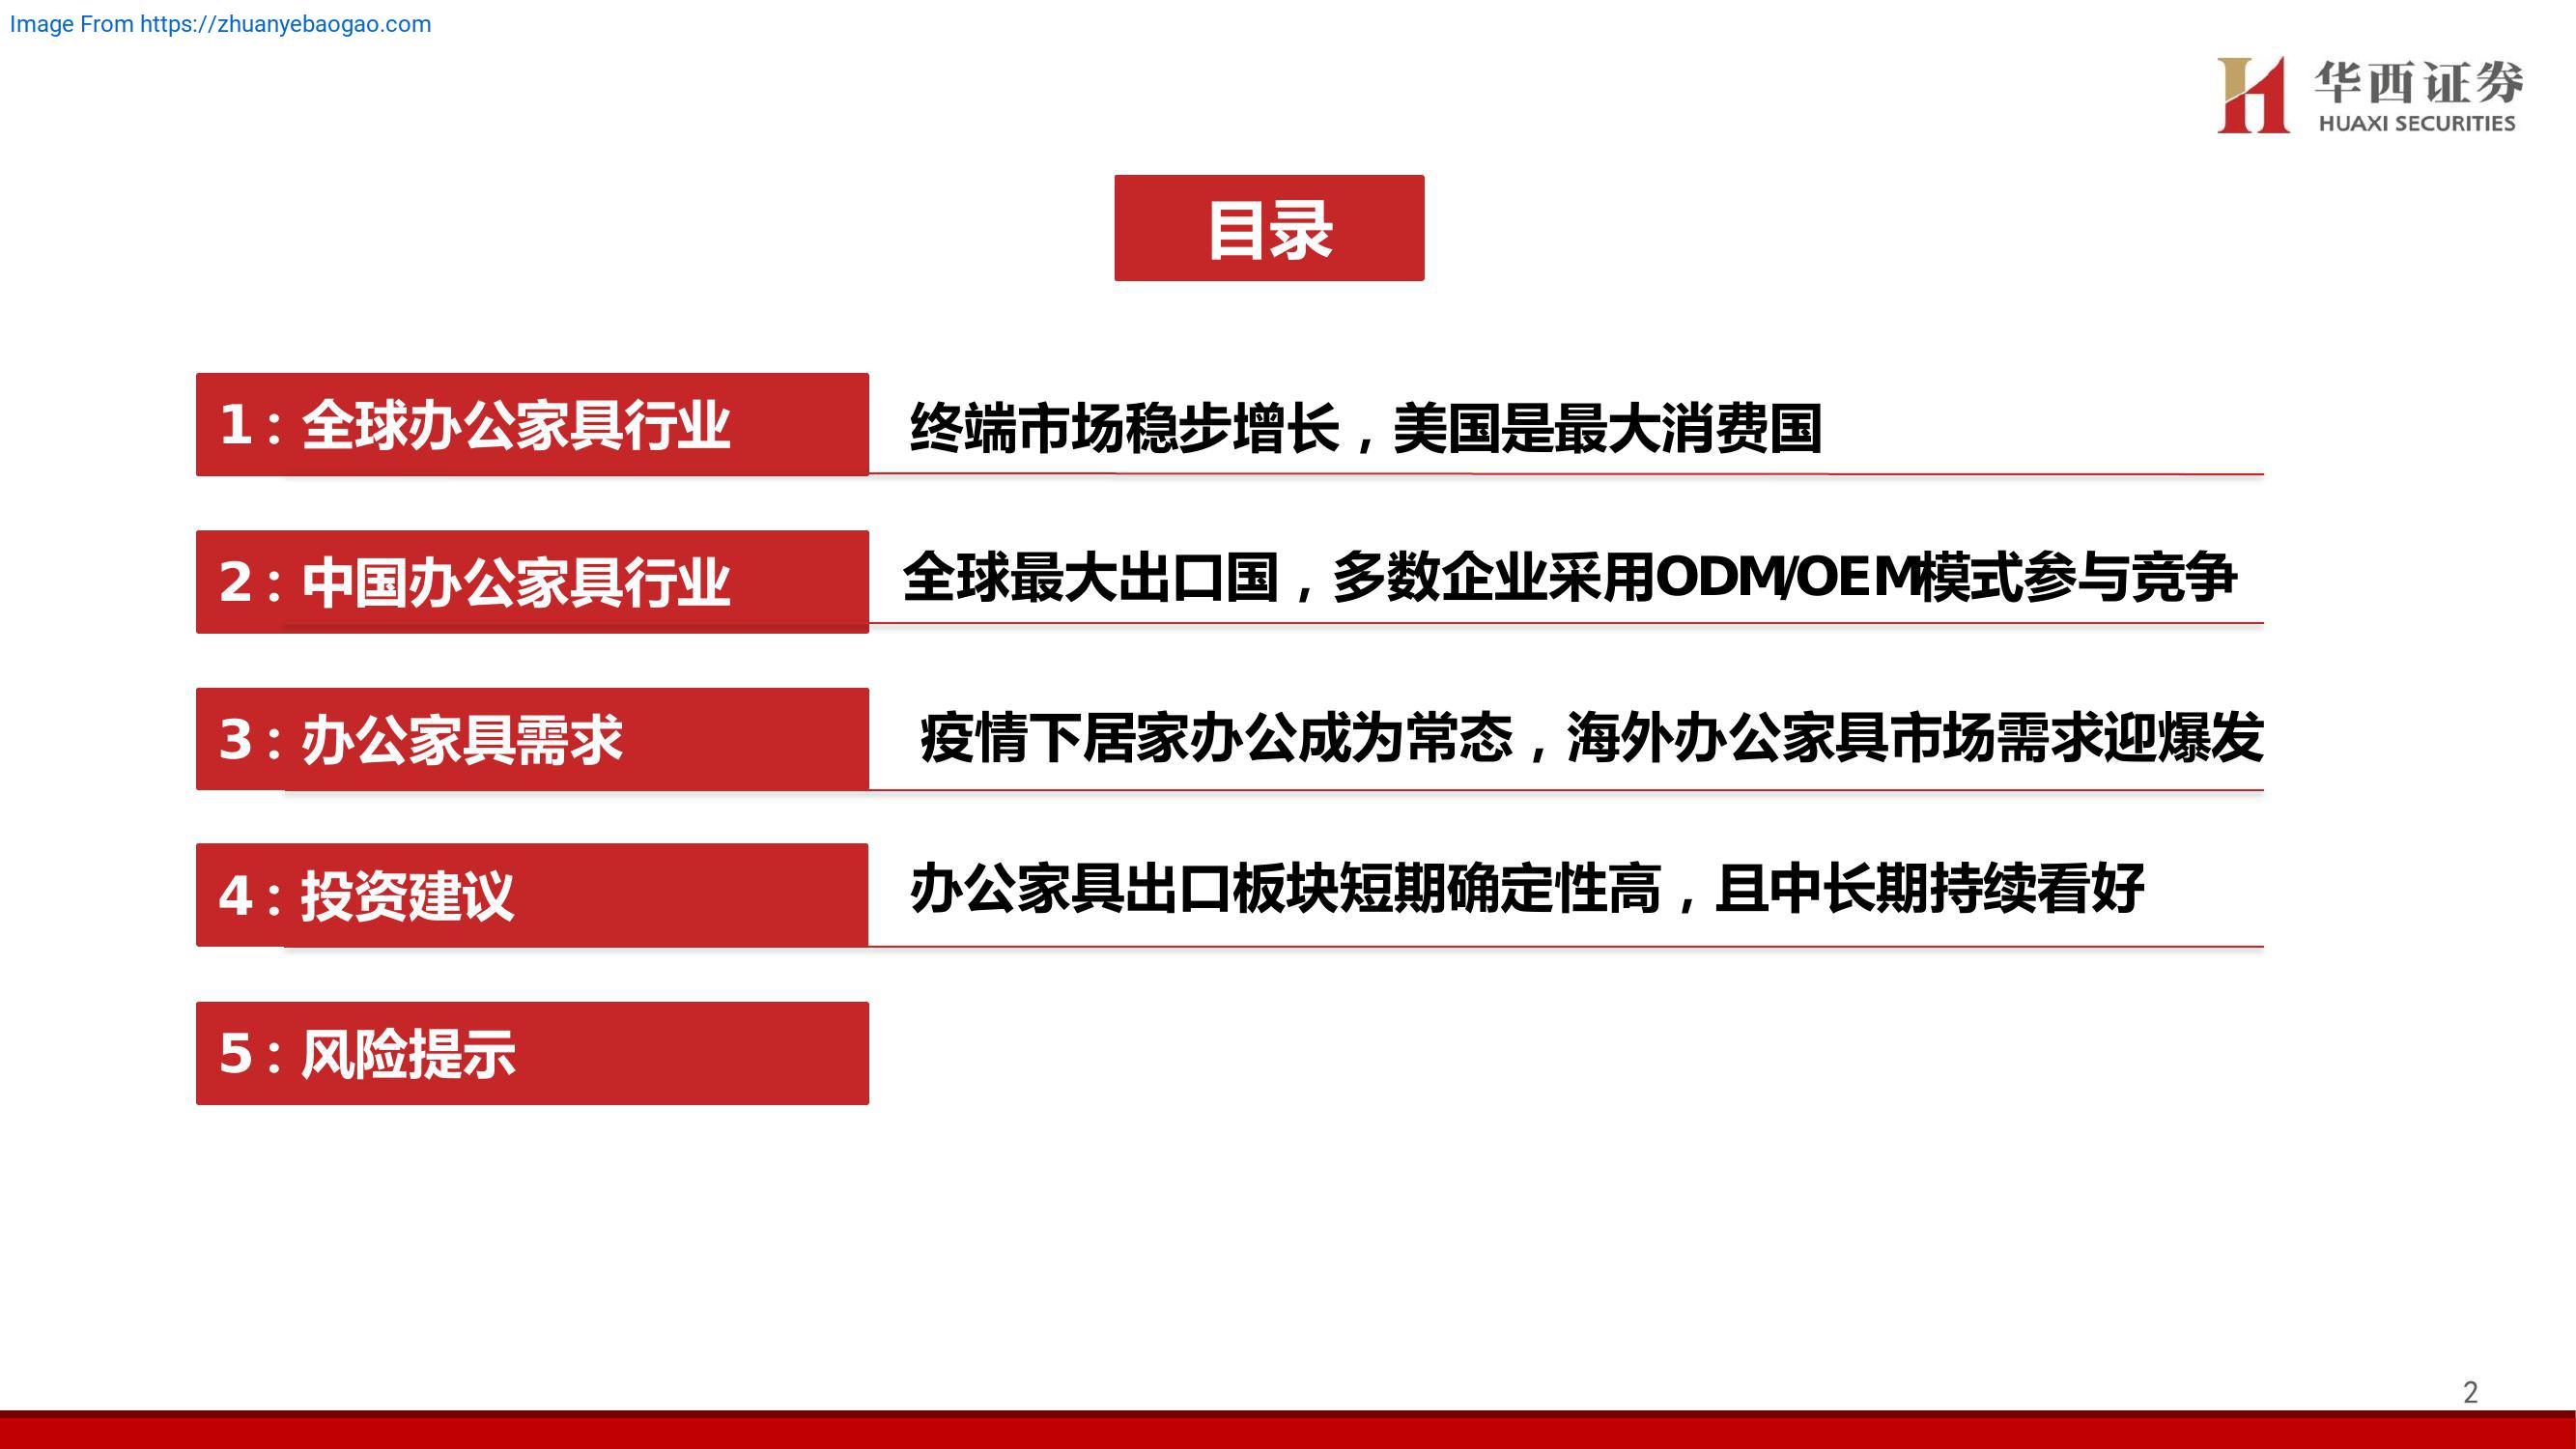 Image From https://zhuanyebaogao.com
华西证券
HUAXI SECURITIES
目录
1：全球办公家具行业
终端市场稳步增长，美国是最大消费国
2：中国办公家具行业
全球最大出口国，多数企业采用ODM/OEM模式参与竞争
3：办公家具需求
疫情下居家办公成为常态，海外办公家具市场需求迎爆发
4：投资建议
办公家具出口板块短期确定性高，且中长期持续看好
5：风险提示
2